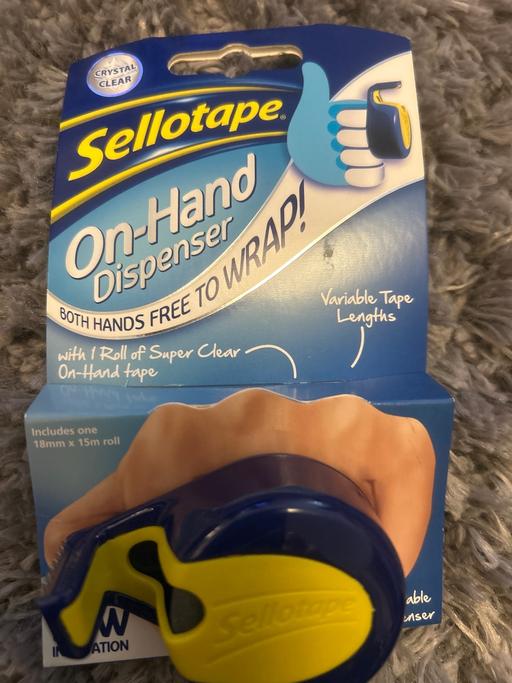 CRYSTAL
CLEAR
Sellotape®
On-Hand
Dispenser
BOTH HANDS FREE TO WRAP!
Variable Tape
Lengths
with 1 Roll of Super Clear
On-Hand tape
Includes one
18mm x 15m roll
Sellotape